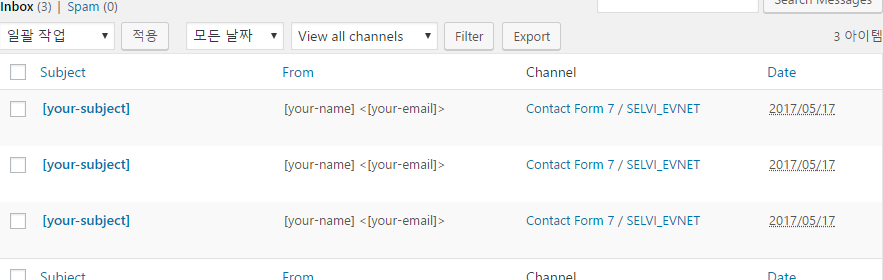 Inbox (3) | Spam (0)
Search Messages
일괄 작업 적용 모든 날짜 View all channels Filter Export 3 아이템
Subject From Channel Date
[your-subject] [your-name] <[your-email]> Contact Form 7 / SELVI_EVNET 2017/05/17
[your-subject] [your-name] <[your-email]> Contact Form 7 / SELVI_EVNET 2017/05/17
[your-subject] [your-name] <[your-email]> Contact Form 7 / SELVI_EVNET 2017/05/17
Subject From Channel Date